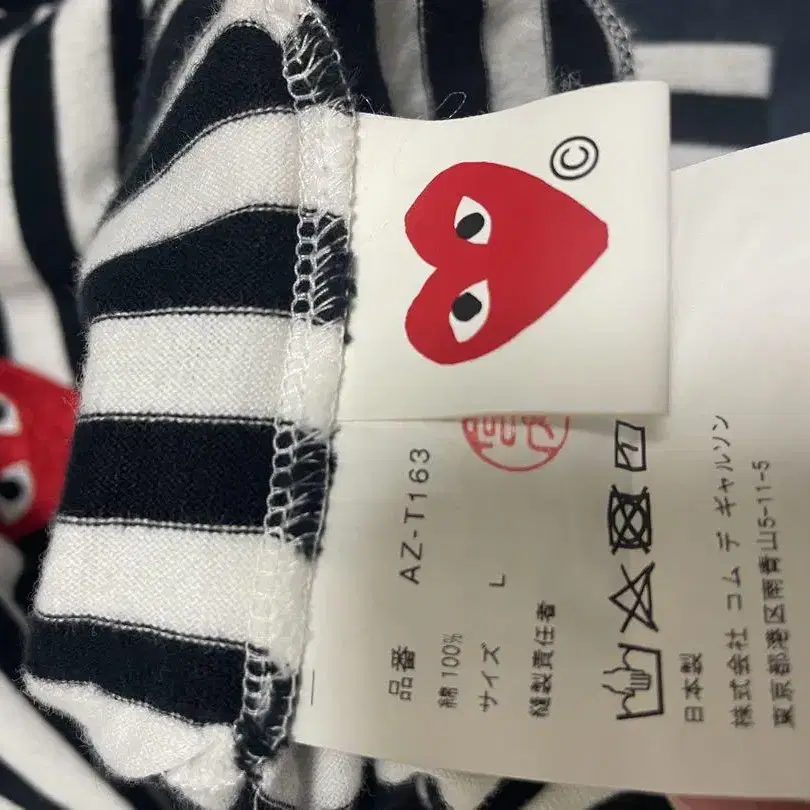 ©
品番 AZ-T163
綿 100%
サイズ L
縫製責任者
日本製
株式会社 コム デ ギャルソン
東京都港区南青山5-11-5